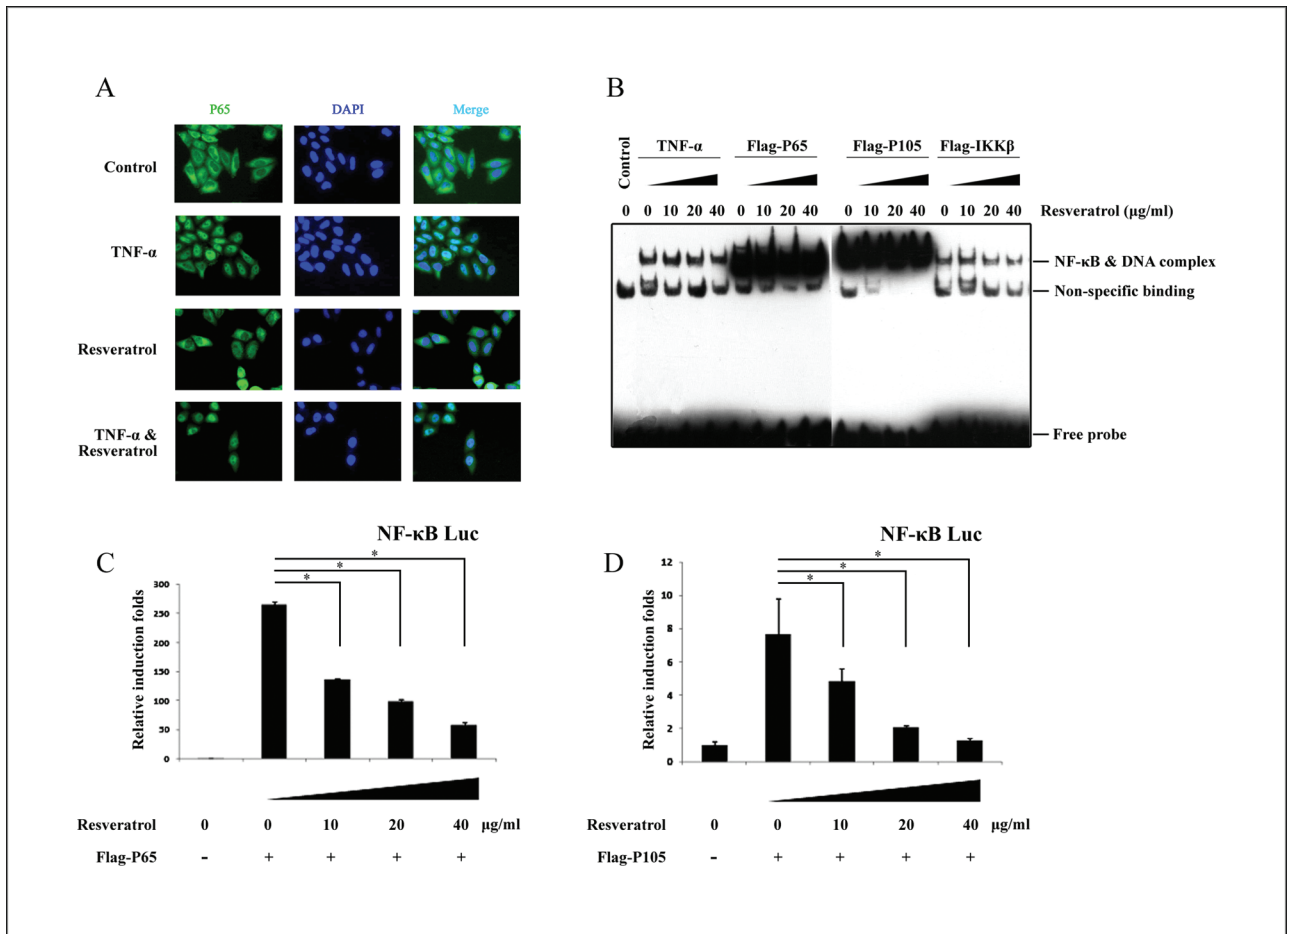 A
P65 DAPI Merge
Control
TNF-α
Resveratrol
TNF-α &
Resveratrol
B
Control
TNF-α Flag-P65 Flag-P105 Flag-IKKβ
0 0 10 20 40 0 10 20 40 0 10 20 40 0 10 20 40 Resveratrol (μg/ml)
NF-κB & DNA complex
Non-specific binding
Free probe
C
NF-κB Luc
*
*
*
Relative induction folds
300
250
200
150
100
50
0
Resveratrol 0 0 10 20 40 μg/ml
Flag-P65 - + + + +
D
NF-κB Luc
*
*
*
Relative induction folds
12
10
8
6
4
2
0
Resveratrol 0 0 10 20 40 μg/ml
Flag-P105 - + + + +